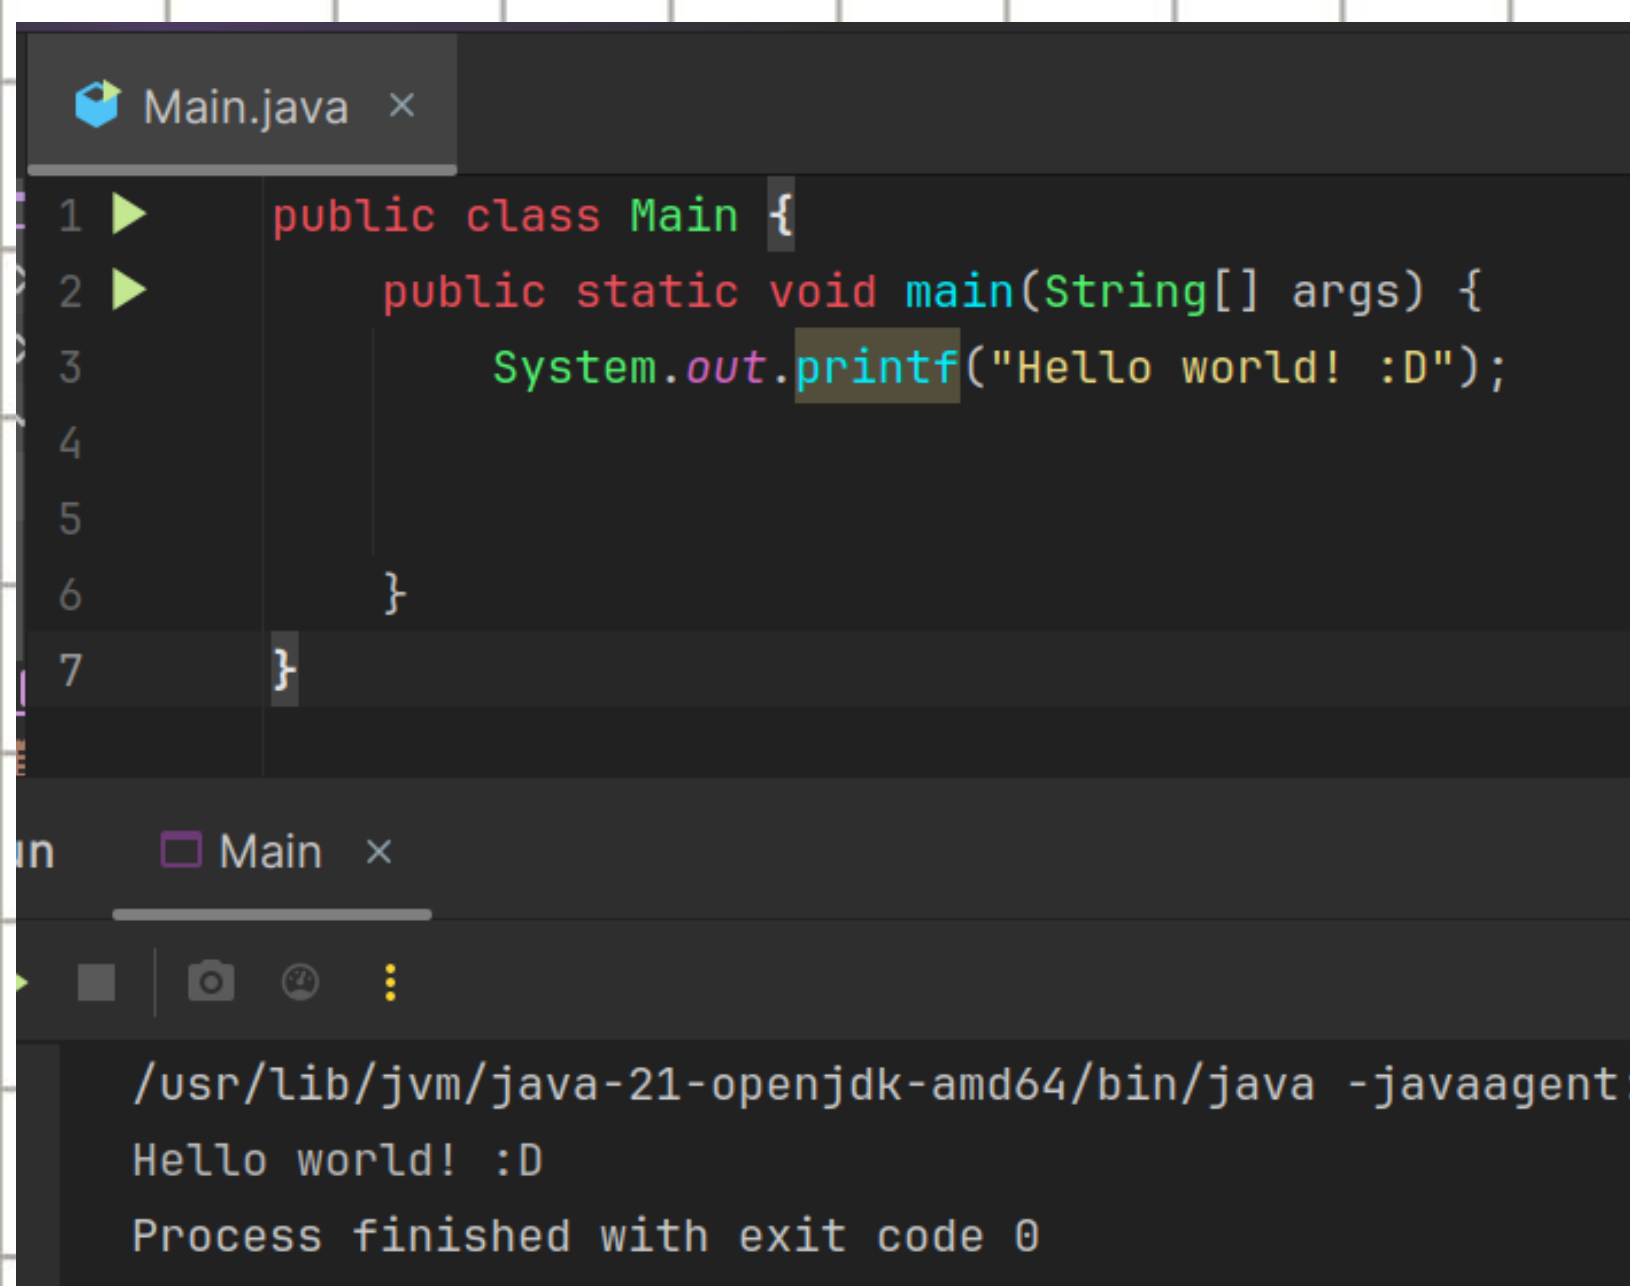 Main.java
1 public class Main {
2 public static void main(String[] args) {
3 System.out.printf("Hello world! :D");
4
5
6 }
7 }
Main
/usr/lib/jvm/java-21-openjdk-amd64/bin/java -javaagent:
Hello world! :D
Process finished with exit code 0